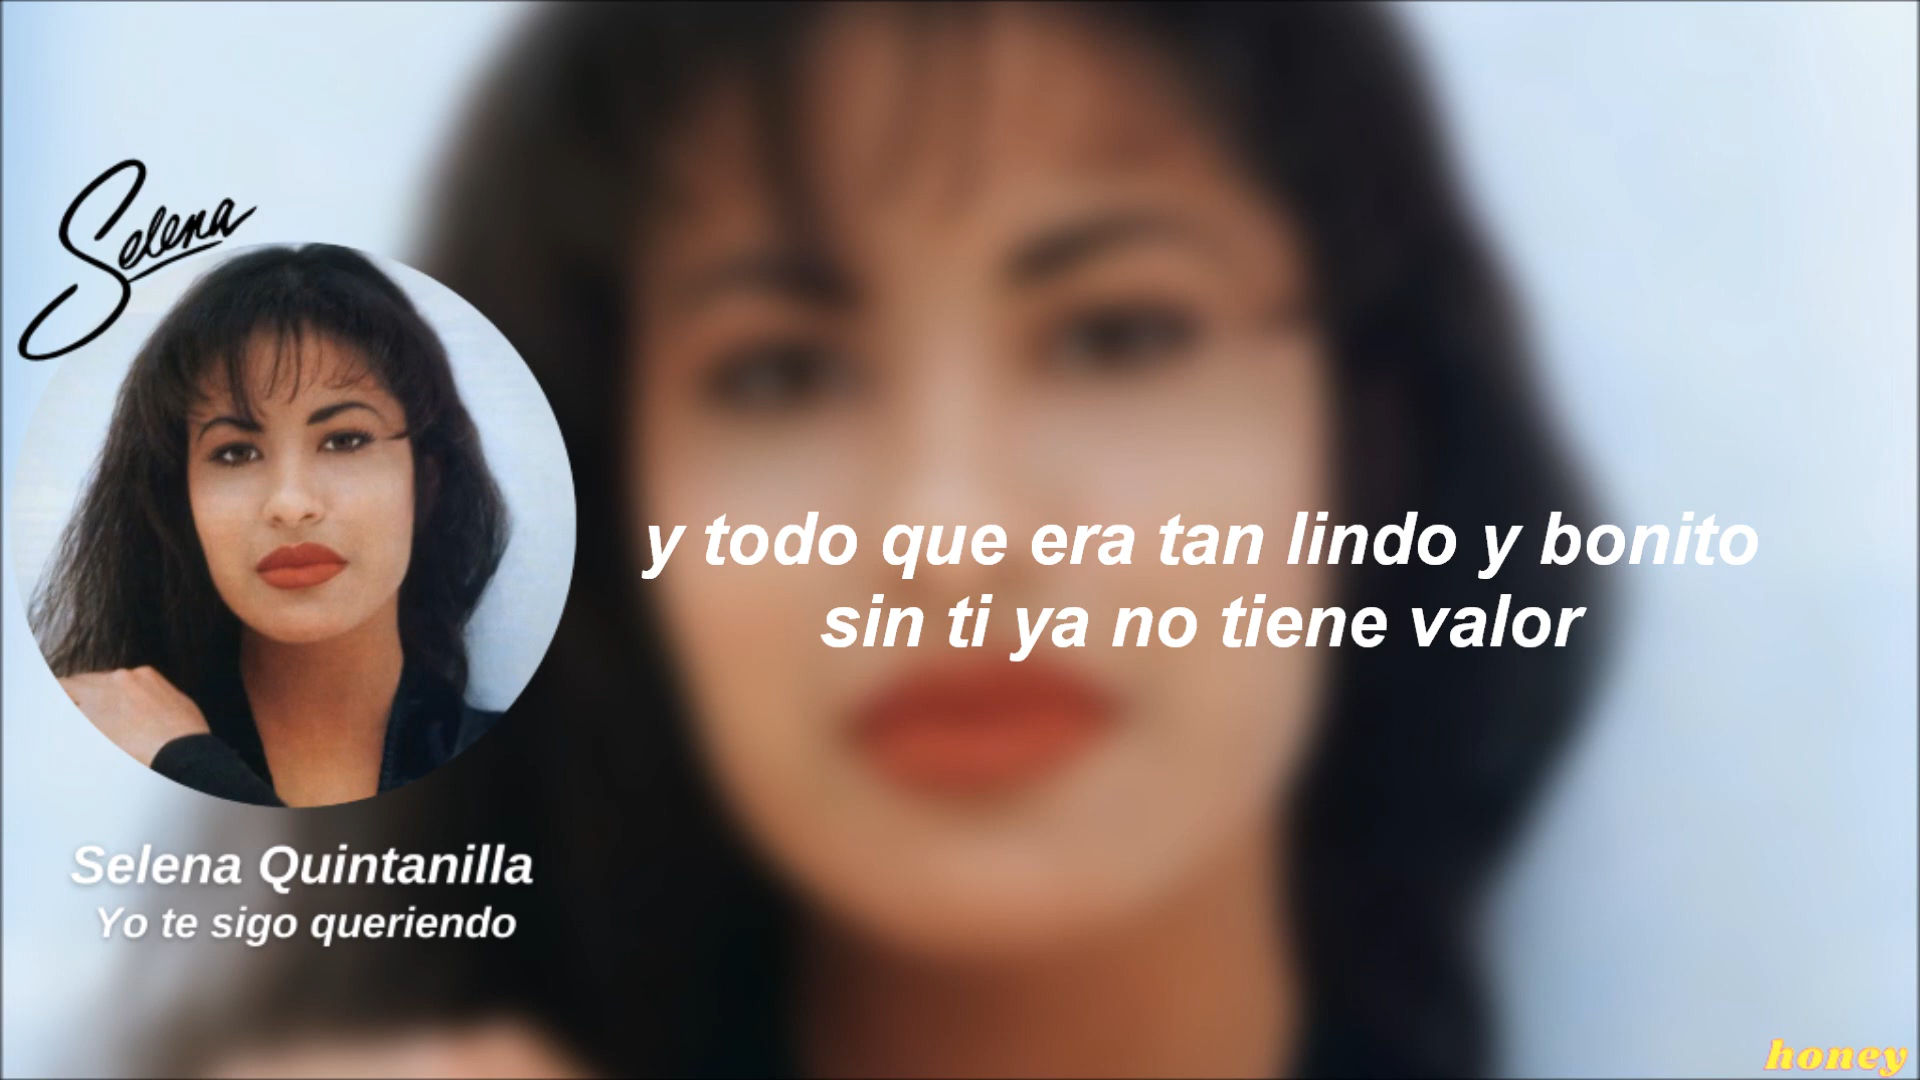 Selena
y todo que era tan lindo y bonito
sin ti ya no tiene valor
Selena Quintanilla
Yo te sigo queriendo
honey